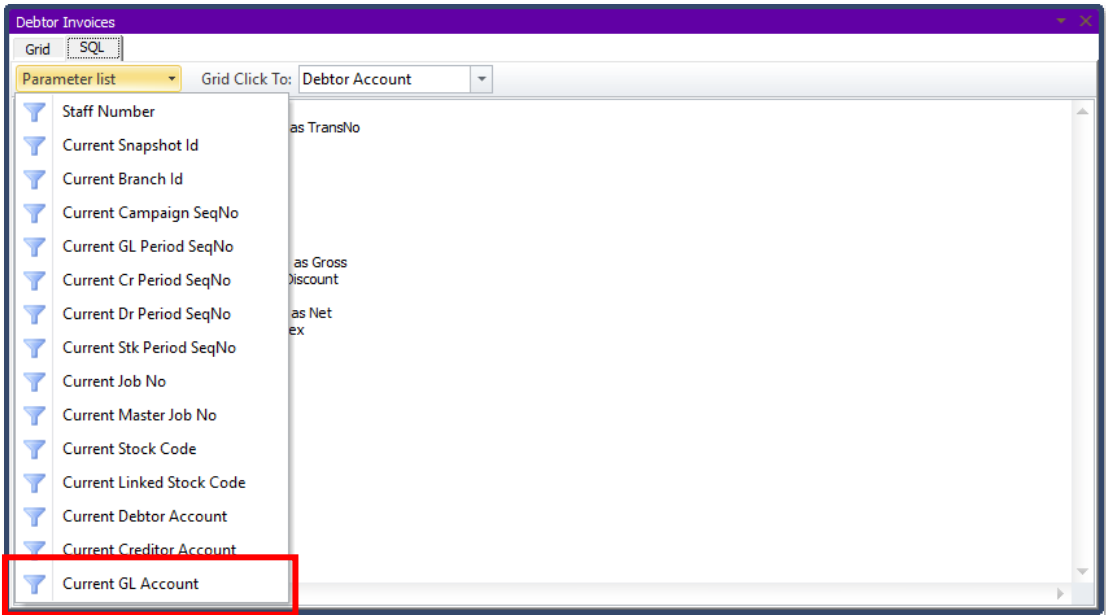 Debtor Invoices
Grid SQL
Parameter list Grid Click To: Debtor Account
Staff Number
as TransNo
Current Snapshot Id
Current Branch Id
Current Campaign SeqNo
Current GL Period SeqNo
as Gross
Current Cr Period SeqNo
Discount
Current Dr Period SeqNo
as Net
ex
Current Stk Period SeqNo
Current Job No
Current Master Job No
Current Stock Code
Current Linked Stock Code
Current Debtor Account
Current Creditor Account
Current GL Account